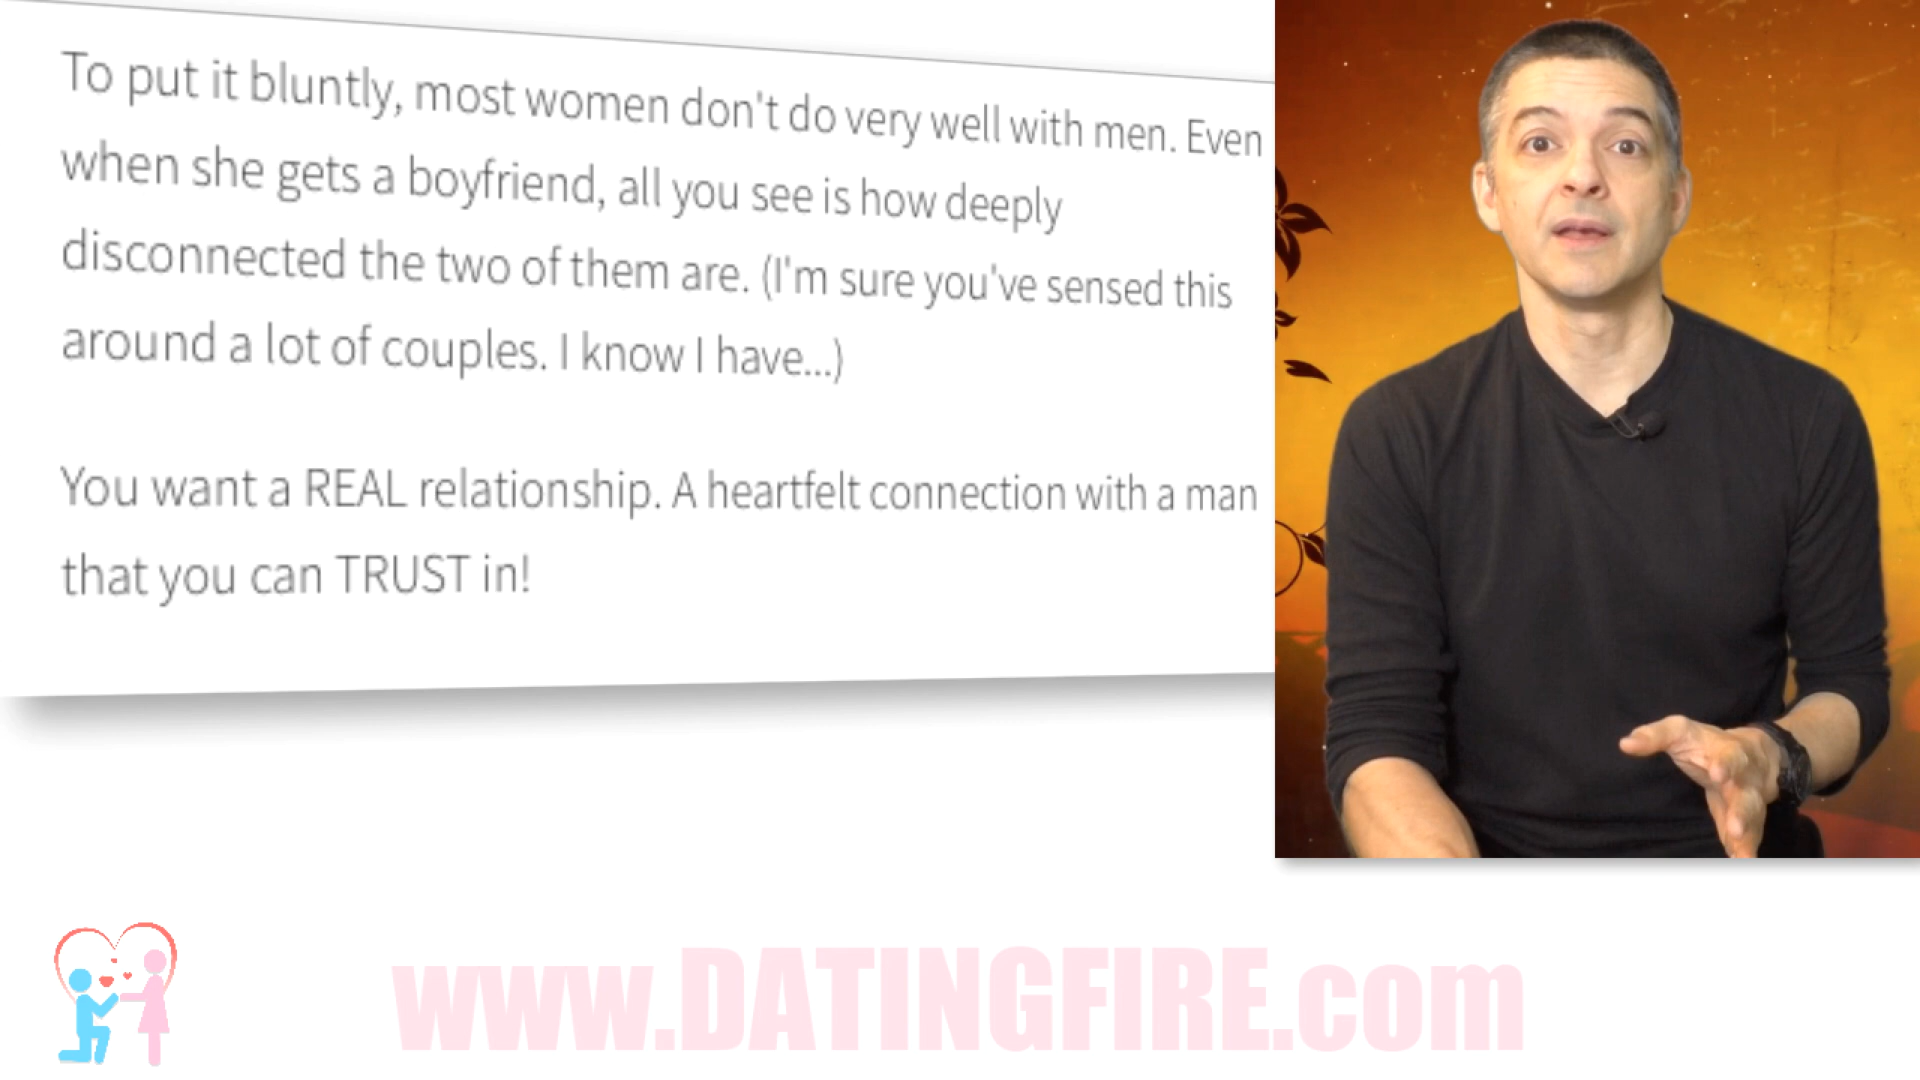 To put it bluntly, most women don't do very well with men. Even
when she gets a boyfriend, all you see is how deeply
disconnected the two of them are. (I'm sure you've sensed this
around a lot of couples. I know I have...)
You want a REAL relationship. A heartfelt connection with a man
that you can TRUST in!
www.DATINGFIRE.com